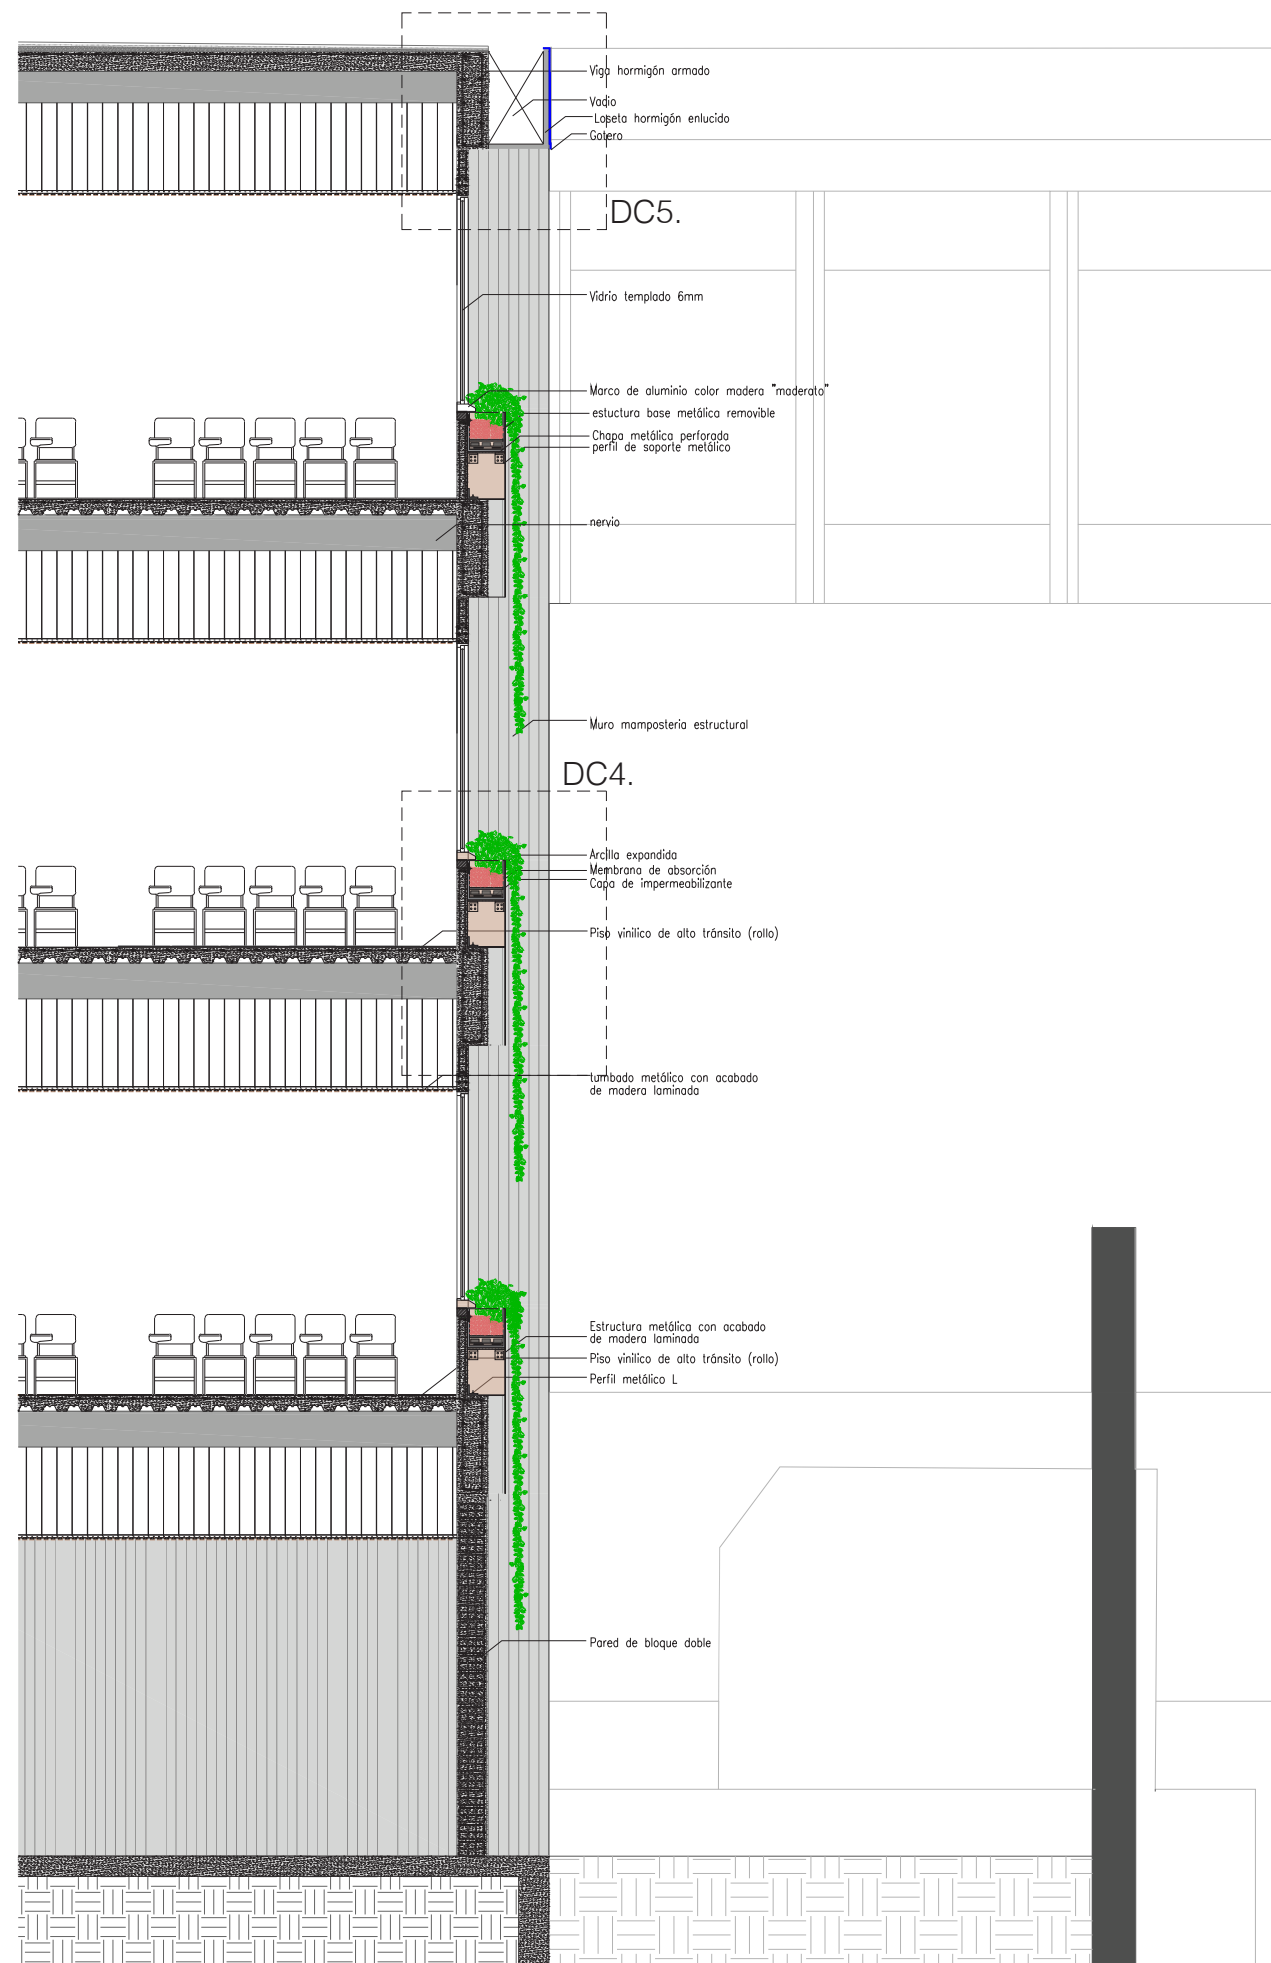 Viga hormigón armado
Vadio
Loseta hormigón enlucido
Gotero
DC5.
Vidrio templado 6mm
Marco de aluminio color madera "maderato"
estuctura base metálica removible
Chapa metálica perforada
perfil de soporte metálico
nervio
Muro mamposteria estructural
DC4.
Arcilla expandida
Membrana de absorción
Capa de impermeabilizante
Piso vinilico de alto tránsito (rollo)
tumbado metálico con acabado
de madera laminada
Estructura metálica con acabado
de madera laminada
Piso vinilico de alto tránsito (rollo)
Perfil metálico L
Pared de bloque doble